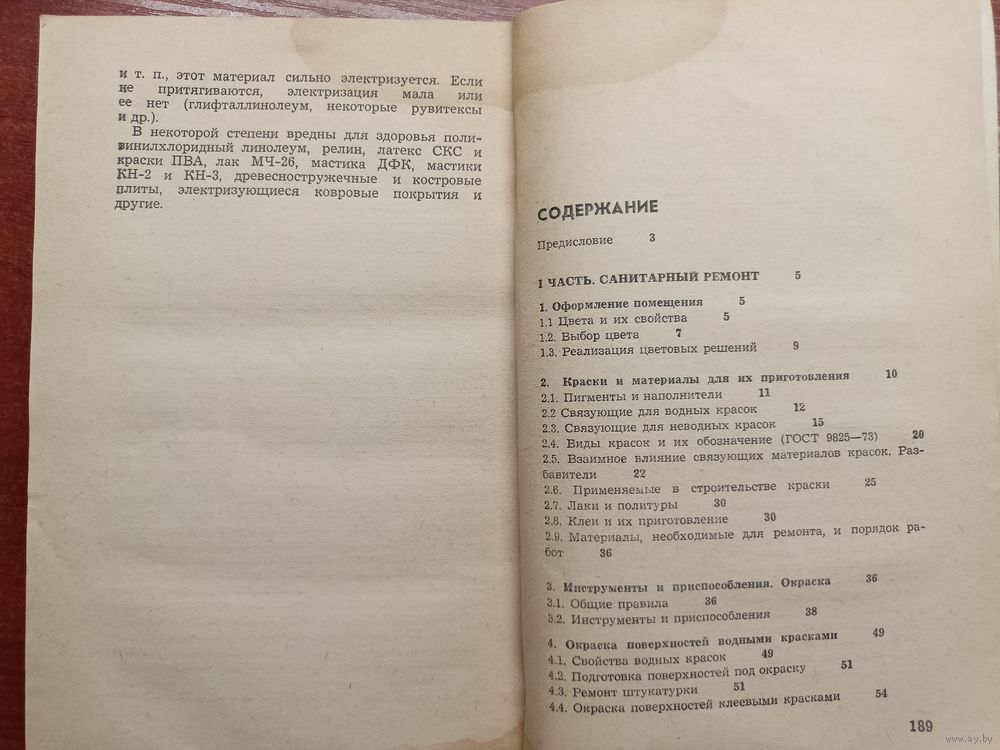 и т. п., этот материал сильно электризуется. Если
не притягиваются, электризация мала или
ее нет (глифталлинолеум, некоторые рувитексы
и др.).
В некоторой степени вредны для здоровья поли-
винилхлоридный линолеум, релин, латекс СКС и
краски ПВА, лак МЧ-26, мастика ДФК, мастики
КН-2 и КН-3, древесностружечные и костровые
плиты, электризующиеся ковровые покрытия и
другие.
СОДЕРЖАНИЕ
Предисловие 3
I ЧАСТЬ. САНИТАРНЫЙ РЕМОНТ 5
1. Оформление помещения 5
1.1 Цвета и их свойства 5
1.2. Выбор цвета 7
1.3. Реализация цветовых решений 9
2. Краски и материалы для их приготовления 10
2.1. Пигменты и наполнители 11
2.2 Связующие для водных красок 12
2.3. Связующие для неводных красок 15
2.4. Виды красок и их обозначение (ГОСТ 9825—73) 20
2.5. Взаимное влияние связующих материалов красок. Раз-
бавители 22
2.6. Применяемые в строительстве краски 25
2.7. Лаки и политуры 30
2.8. Клеи и их приготовление 30
2.9. Материалы, необходимые для ремонта, и порядок ра-
бот 36
3. Инструменты и приспособления. Окраска 36
3.1. Общие правила 36
3.2. Инструменты и приспособления 38
4. Окраска поверхностей водными красками 49
4.1. Свойства водных красок 49
4.2. Подготовка поверхностей под окраску 51
4.3. Ремонт штукатурки 51
4.4. Окраска поверхностей клеевыми красками 54
189
www.ay.by